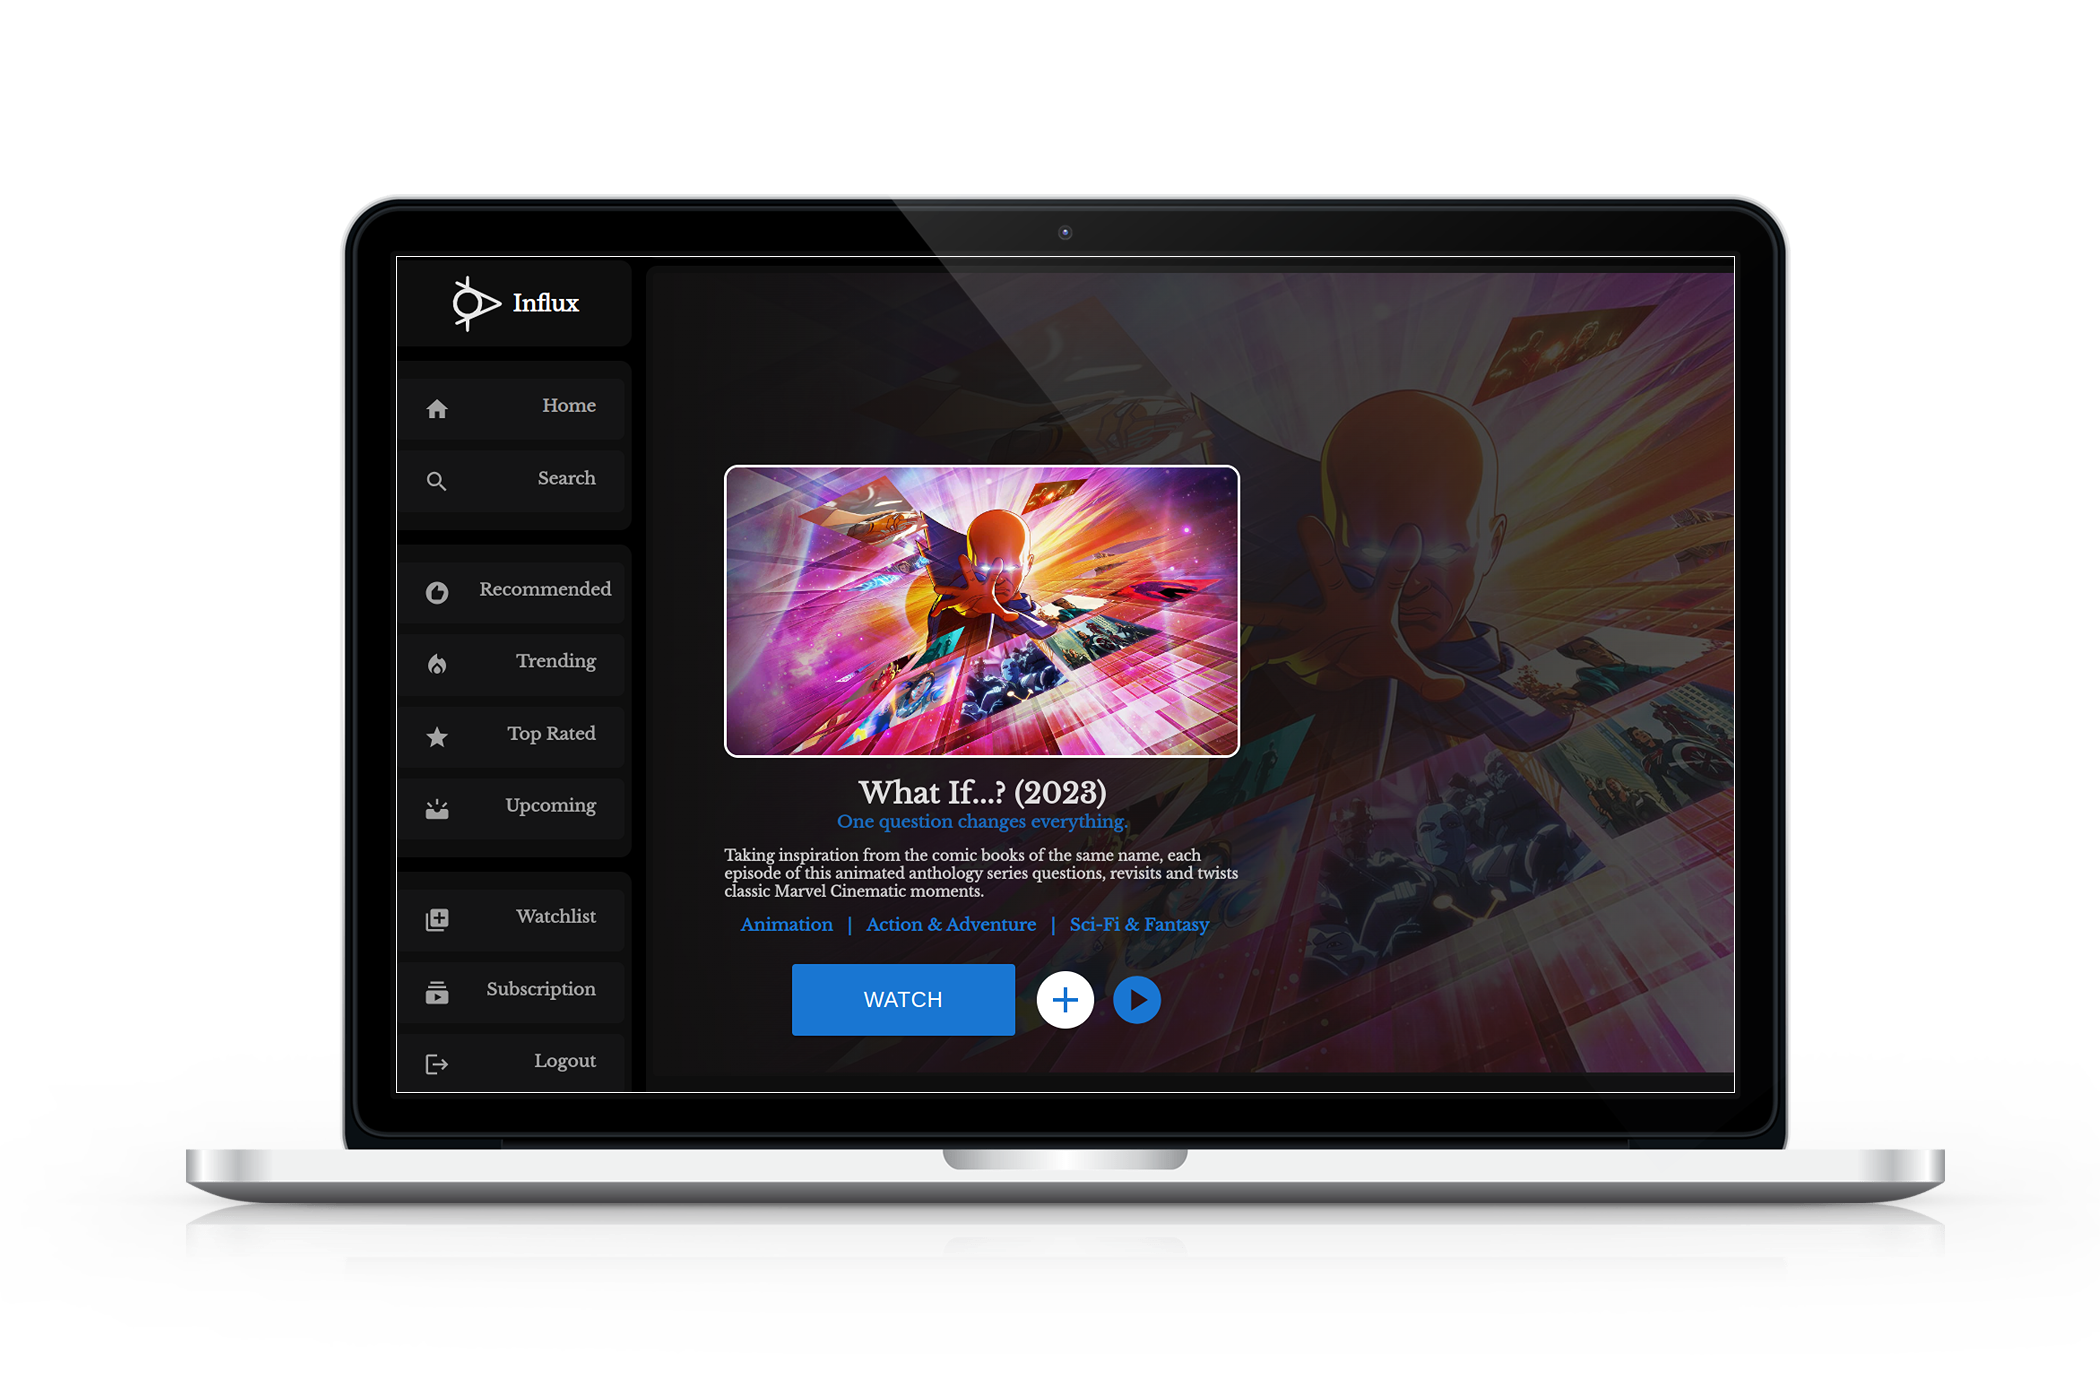 Influx
Home
Search
Recommended
Trending
Top Rated
Upcoming
Watchlist
Subscription
Logout
What If...? (2023)
One question changes everything.
Taking inspiration from the comic books of the same name, each
episode of this animated anthology series questions, revisits and twists
classic Marvel Cinematic moments.
Animation | Action & Adventure | Sci-Fi & Fantasy
WATCH